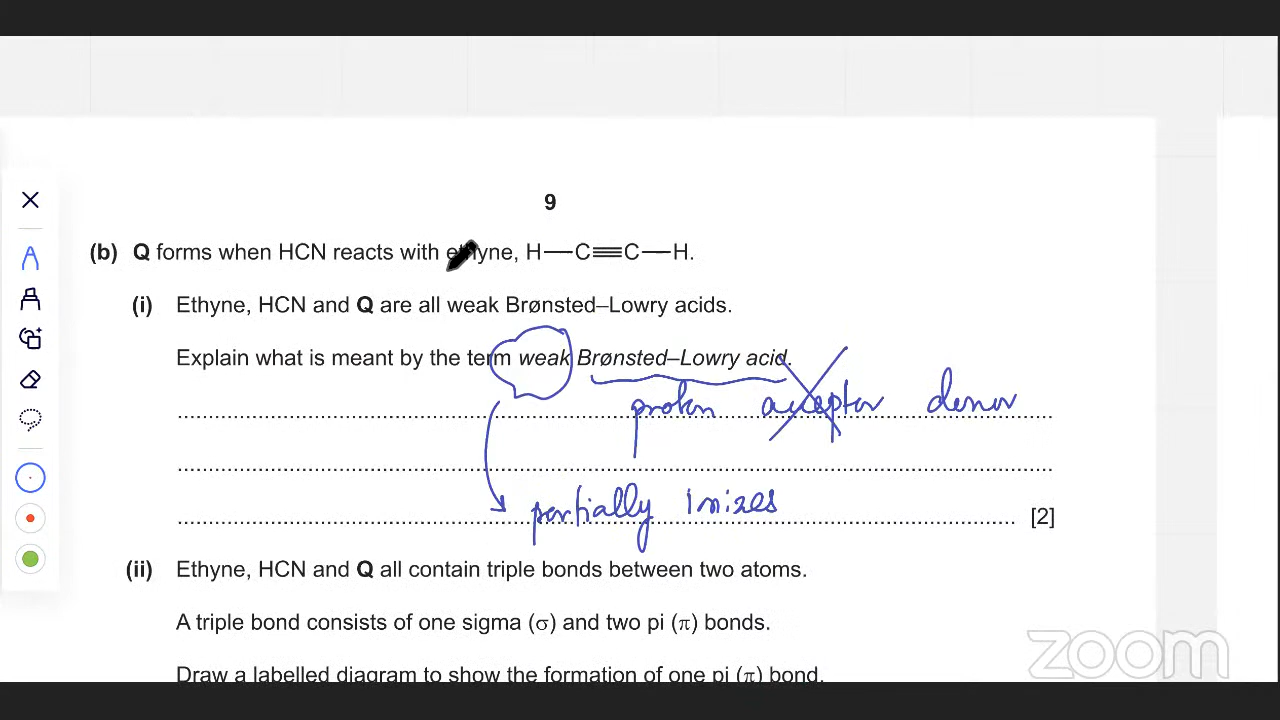 9
(b) Q forms when HCN reacts with ethyne, H—C≡C—H.
(i) Ethyne, HCN and Q are all weak Brønsted–Lowry acids.
Explain what is meant by the term weak Brønsted–Lowry acid.
proton acceptor donor
partially ionizes
[2]
(ii) Ethyne, HCN and Q all contain triple bonds between two atoms.
A triple bond consists of one sigma (σ) and two pi (π) bonds.
Draw a labelled diagram to show the formation of one pi (π) bond.
zoom